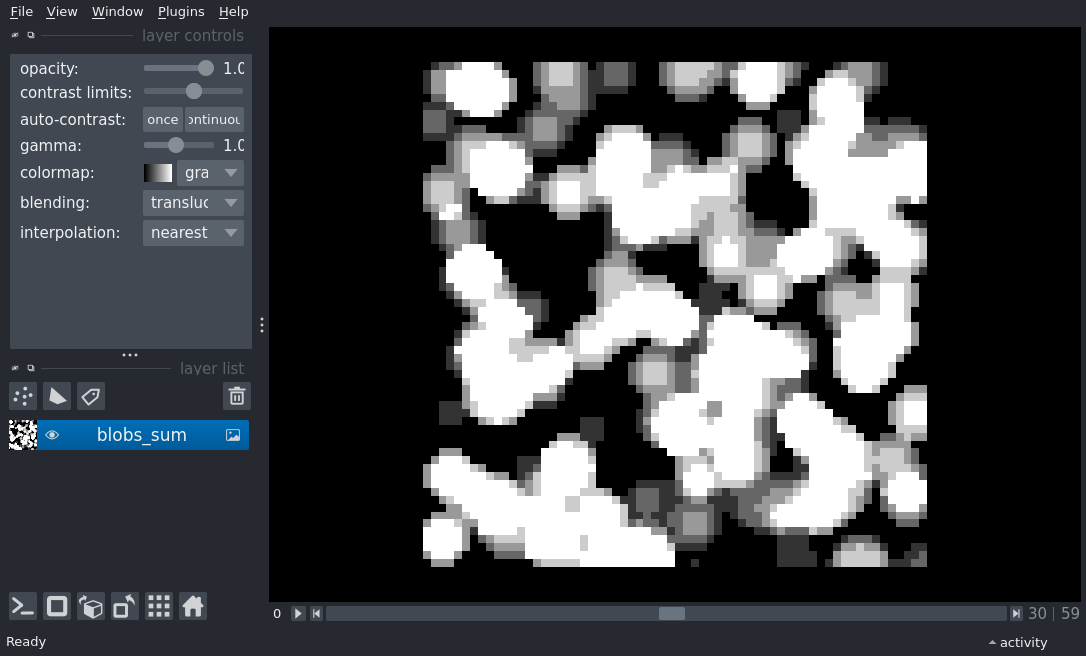 File View Window Plugins Help
layer controls
opacity: 1.0
contrast limits:
auto-contrast: once ontinuou
gamma: 1.0
colormap: gra
blending: transluc
interpolation: nearest
layer list
blobs_sum
0 30 | 59
Ready activity